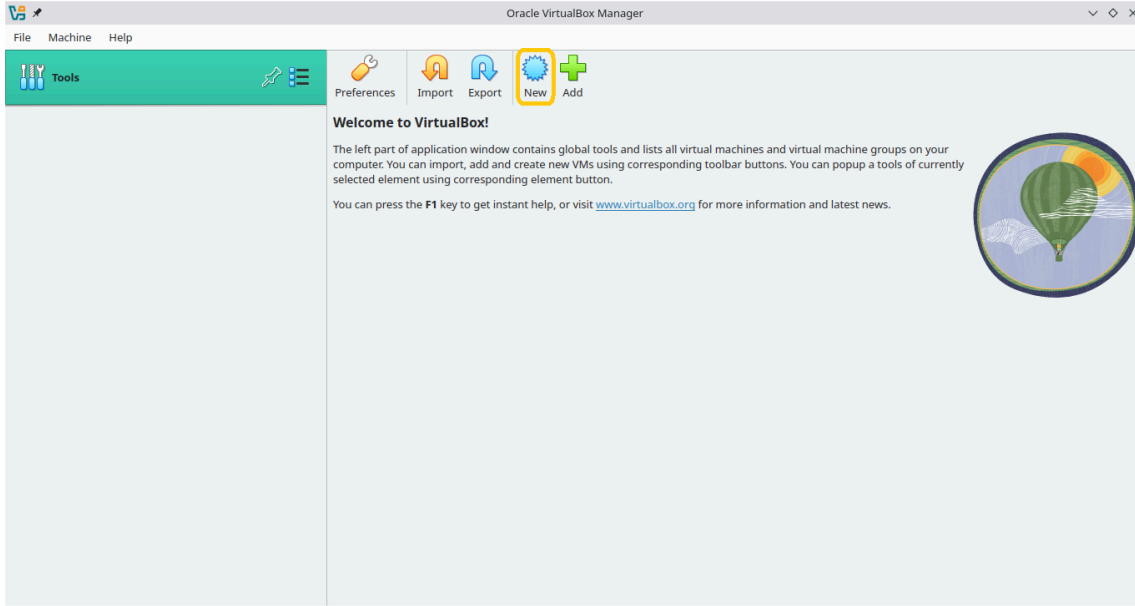 Oracle VirtualBox Manager
File Machine Help
Tools
Preferences Import Export New Add
Welcome to VirtualBox!
The left part of application window contains global tools and lists all virtual machines and virtual machine groups on your
computer. You can import, add and create new VMs using corresponding toolbar buttons. You can popup a tools of currently
selected element using corresponding element button.
You can press the F1 key to get instant help, or visit www.virtualbox.org for more information and latest news.